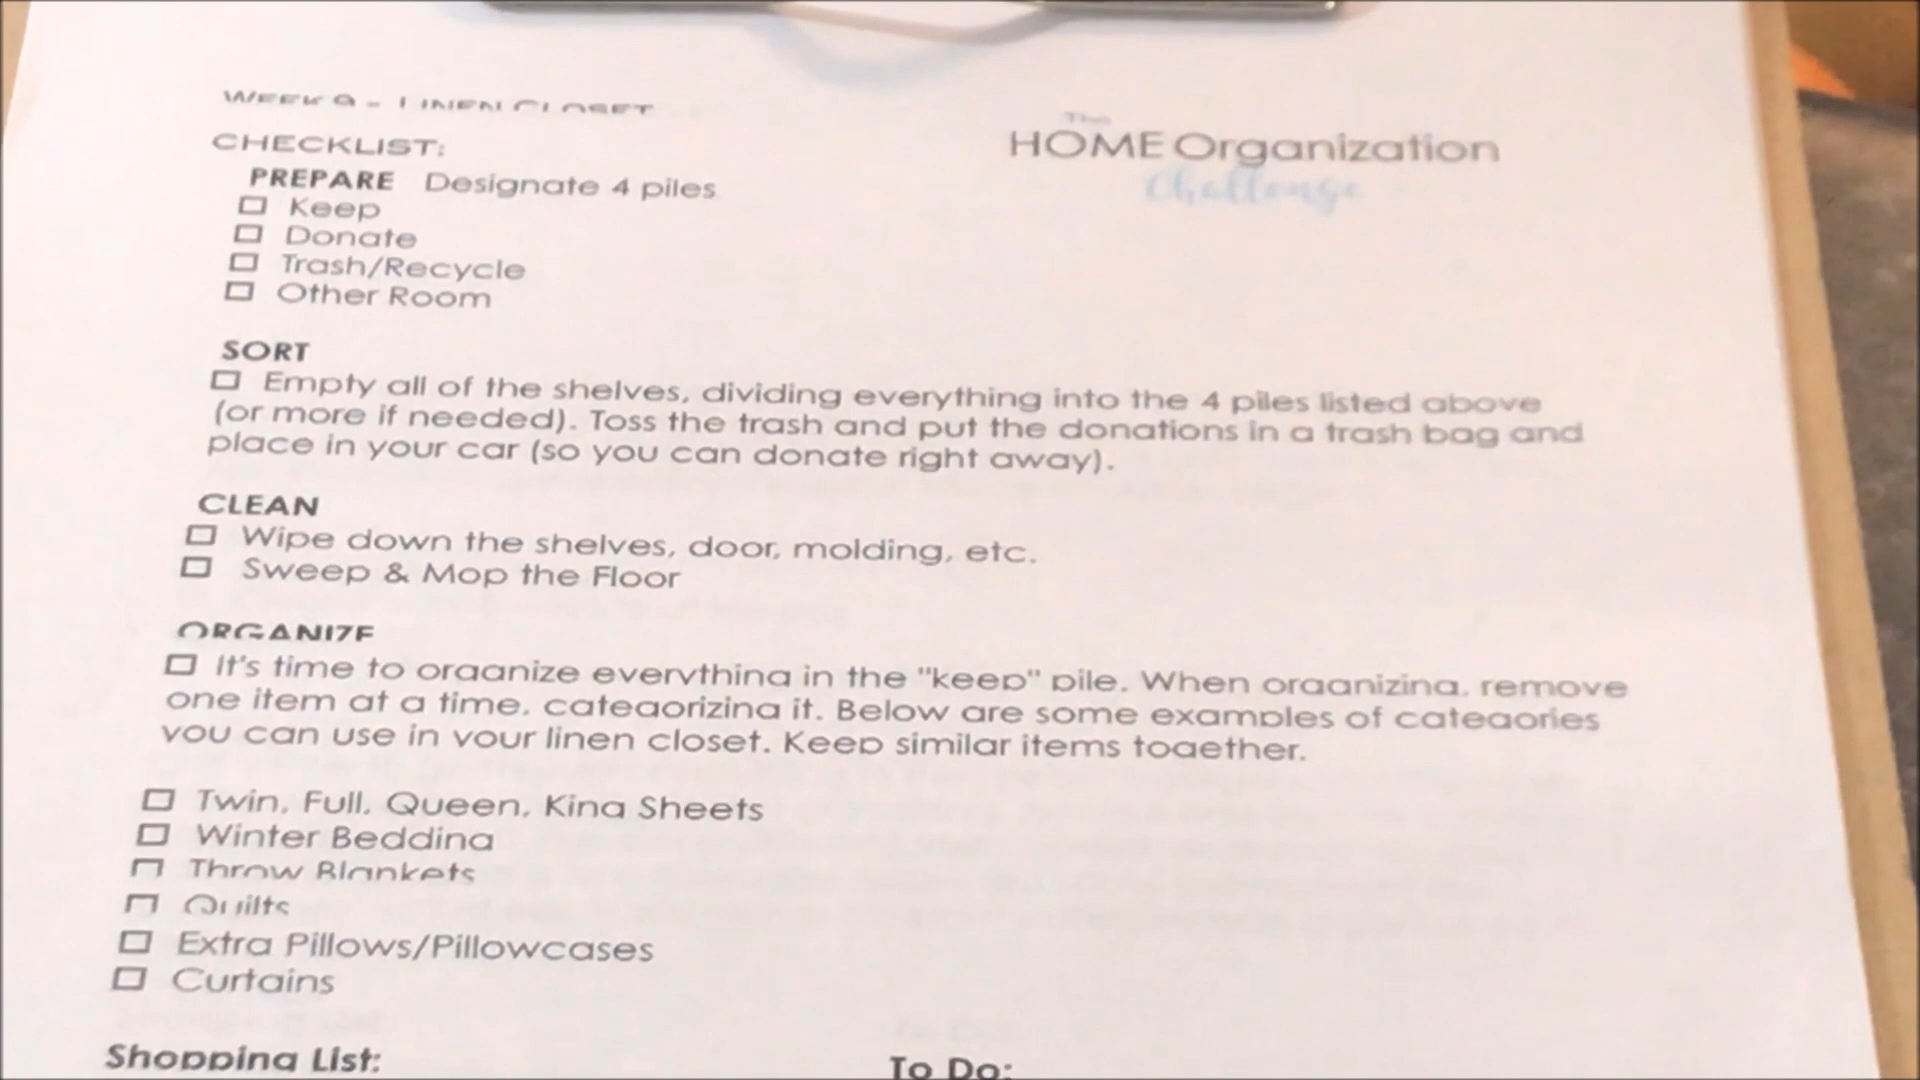 WEEK 9 - LINEN CLOSET
The
HOME Organization
Challenge
CHECKLIST:
PREPARE Designate 4 piles
Keep
Donate
Trash/Recycle
Other Room
SORT
Empty all of the shelves, dividing everything into the 4 piles listed above
(or more if needed). Toss the trash and put the donations in a trash bag and
place in your car (so you can donate right away).
CLEAN
Wipe down the shelves, door, molding, etc.
Sweep & Mop the Floor
ORGANIZE
It's time to organize everything in the "keep" pile. When organizing, remove
one item at a time, categorizing it. Below are some examples of categories
you can use in your linen closet. Keep similar items together.
Twin, Full, Queen, King Sheets
Winter Bedding
Throw Blankets
Quilts
Extra Pillows/Pillowcases
Curtains
Shopping List:
To Do: